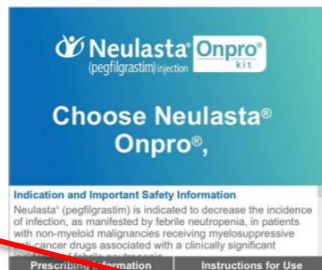 Neulasta® Onpro®
(pegfilgrastim) injection kit
Choose Neulasta®
Onpro®,
Indication and Important Safety Information
Neulasta® (pegfilgrastim) is indicated to decrease the incidence
of infection, as manifested by febrile neutropenia, in patients
with non-myeloid malignancies receiving myelosuppressive
anti-cancer drugs associated with a clinically significant
Prescribing Information Instructions for Use